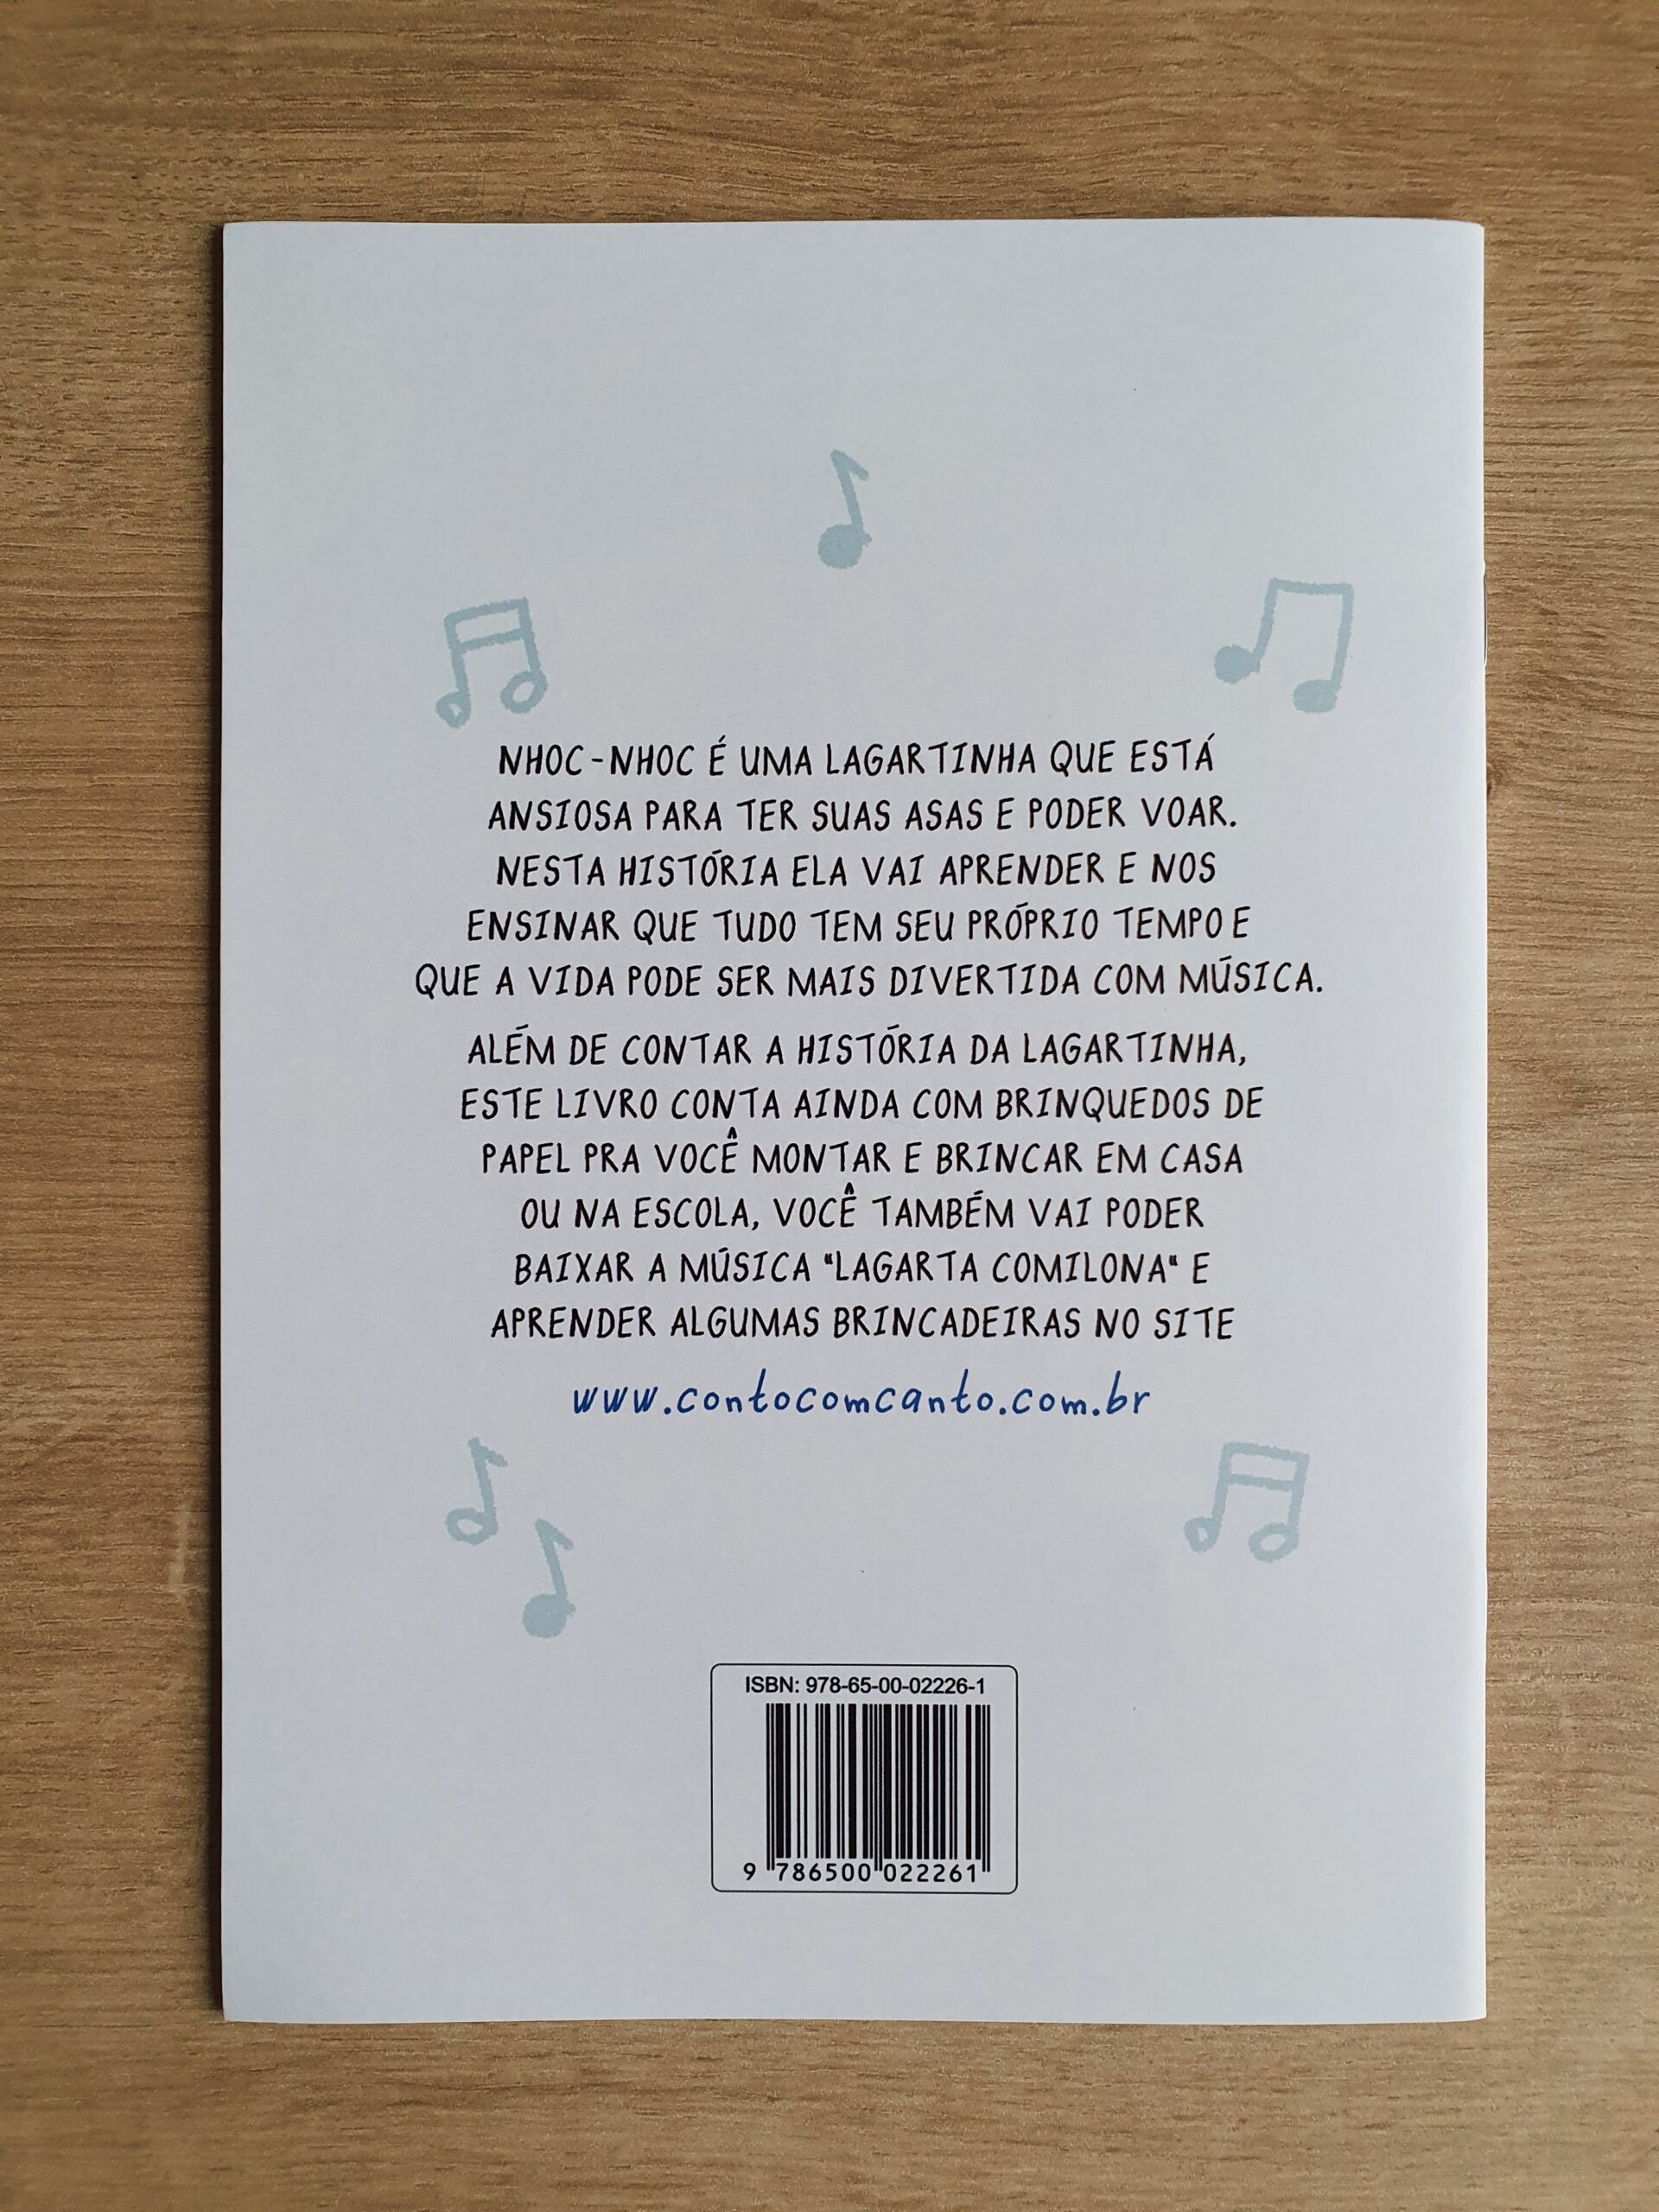 NHOC-NHOC É UMA LAGARTINHA QUE ESTÁ
ANSIOSA PARA TER SUAS ASAS E PODER VOAR.
NESTA HISTÓRIA ELA VAI APRENDER E NOS
ENSINAR QUE TUDO TEM SEU PRÓPRIO TEMPO E
QUE A VIDA PODE SER MAIS DIVERTIDA COM MÚSICA.
ALÉM DE CONTAR A HISTÓRIA DA LAGARTINHA,
ESTE LIVRO CONTA AINDA COM BRINQUEDOS DE
PAPEL PRA VOCÊ MONTAR E BRINCAR EM CASA
OU NA ESCOLA, VOCÊ TAMBÉM VAI PODER
BAIXAR A MÚSICA “LAGARTA COMILONA“ E
APRENDER ALGUMAS BRINCADEIRAS NO SITE
www.contocomcanto.com.br
ISBN: 978-65-00-02226-1
9 786500 022261